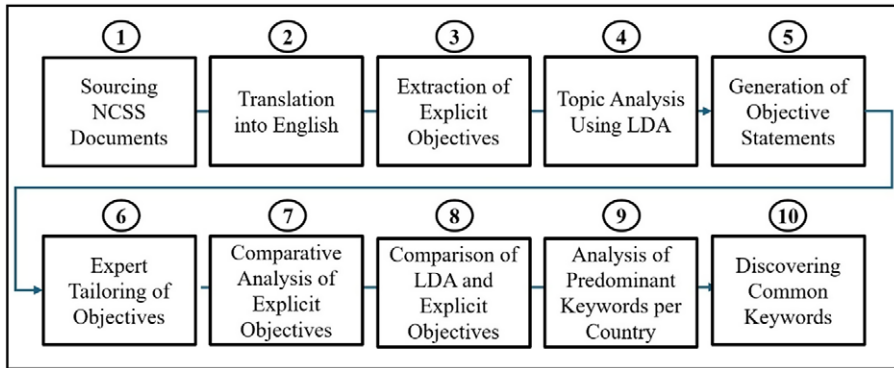 1
Sourcing
NCSS
Documents
2
Translation
into English
3
Extraction of
Explicit
Objectives
4
Topic Analysis
Using LDA
5
Generation of
Objective
Statements
6
Expert
Tailoring of
Objectives
7
Comparative
Analysis of
Explicit
Objectives
8
Comparison of
LDA and
Explicit
Objectives
9
Analysis of
Predominant
Keywords per
Country
10
Discovering
Common
Keywords